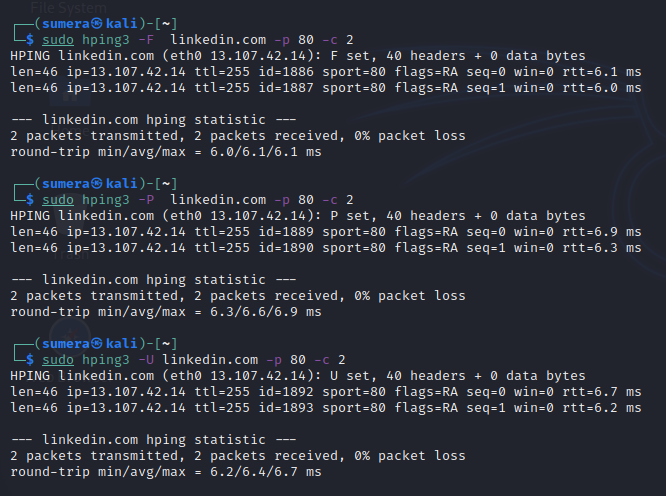 File System
┌──(sumera㉿kali)-[~]
└─$ sudo hping3 -F  linkedin.com -p 80 -c 2
HPING linkedin.com (eth0 13.107.42.14): F set, 40 headers + 0 data bytes
len=46 ip=13.107.42.14 ttl=255 id=1886 sport=80 flags=RA seq=0 win=0 rtt=6.1 ms
len=46 ip=13.107.42.14 ttl=255 id=1887 sport=80 flags=RA seq=1 win=0 rtt=6.0 ms

--- linkedin.com hping statistic ---
2 packets transmitted, 2 packets received, 0% packet loss
round-trip min/avg/max = 6.0/6.1/6.1 ms

┌──(sumera㉿kali)-[~]
└─$ sudo hping3 -P  linkedin.com -p 80 -c 2
HPING linkedin.com (eth0 13.107.42.14): P set, 40 headers + 0 data bytes
len=46 ip=13.107.42.14 ttl=255 id=1889 sport=80 flags=RA seq=0 win=0 rtt=6.9 ms
len=46 ip=13.107.42.14 ttl=255 id=1890 sport=80 flags=RA seq=1 win=0 rtt=6.3 ms

--- linkedin.com hping statistic ---
2 packets transmitted, 2 packets received, 0% packet loss
round-trip min/avg/max = 6.3/6.6/6.9 ms

┌──(sumera㉿kali)-[~]
└─$ sudo hping3 -U linkedin.com -p 80 -c 2
HPING linkedin.com (eth0 13.107.42.14): U set, 40 headers + 0 data bytes
len=46 ip=13.107.42.14 ttl=255 id=1892 sport=80 flags=RA seq=0 win=0 rtt=6.7 ms
len=46 ip=13.107.42.14 ttl=255 id=1893 sport=80 flags=RA seq=1 win=0 rtt=6.2 ms

--- linkedin.com hping statistic ---
2 packets transmitted, 2 packets received, 0% packet loss
round-trip min/avg/max = 6.2/6.4/6.7 ms